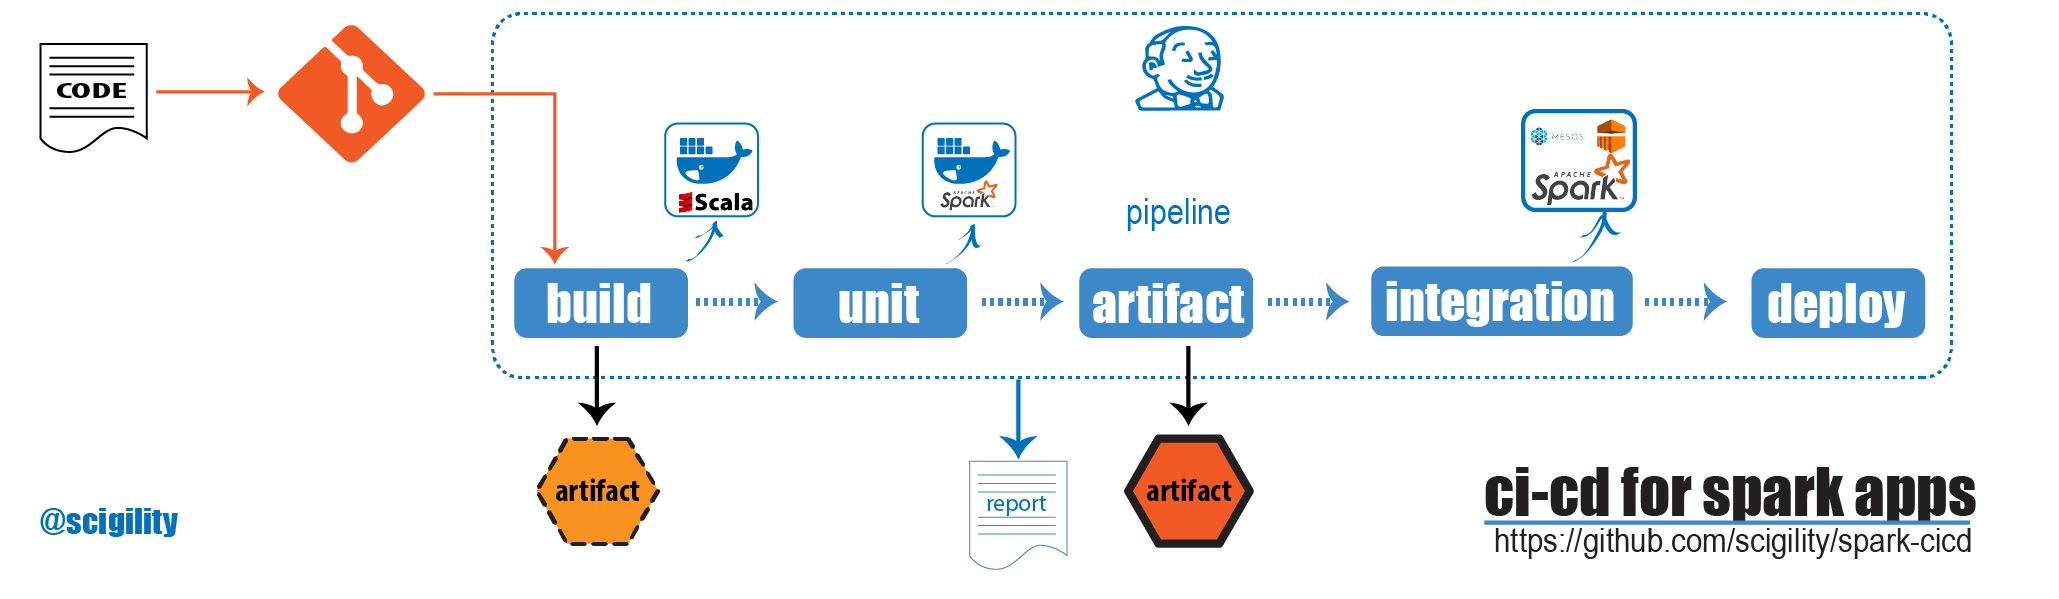 CODE
MESOS
Scala
APACHE
Spark
APACHE
Spark
pipeline
build
unit
artifact
integration
deploy
artifact
report
artifact
@scigility
ci-cd for spark apps
https://github.com/scigility/spark-cicd